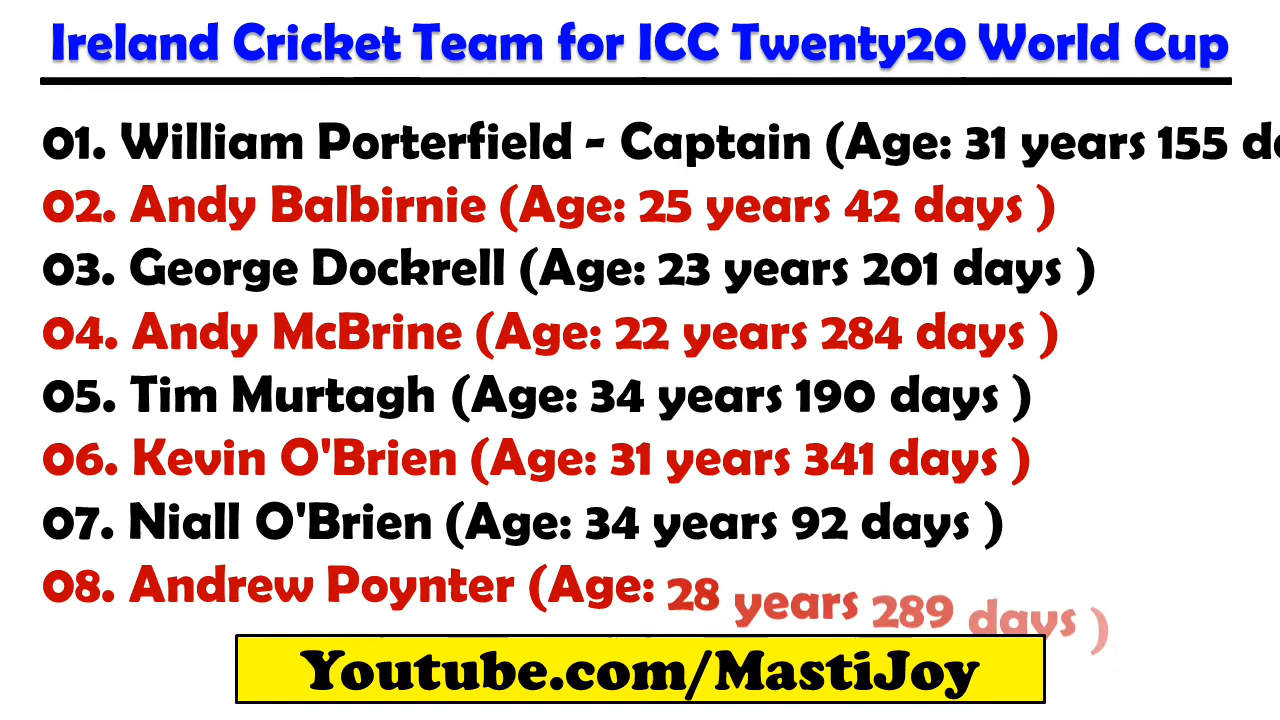 Ireland Cricket Team for ICC Twenty20 World Cup
01. William Porterfield - Captain (Age: 31 years 155
02. Andy Balbirnie (Age: 25 years 42 days )
03. George Dockrell (Age: 23 years 201 days )
04. Andy McBrine (Age: 22 years 284 days )
05. Tim Murtagh (Age: 34 years 190 days )
06. Kevin O'Brien (Age: 31 years 341 days )
07. Niall O'Brien (Age: 34 years 92 days )
08. Andrew Poynter (Age: 28 years 289 days )
Youtube.com/MastiJoy